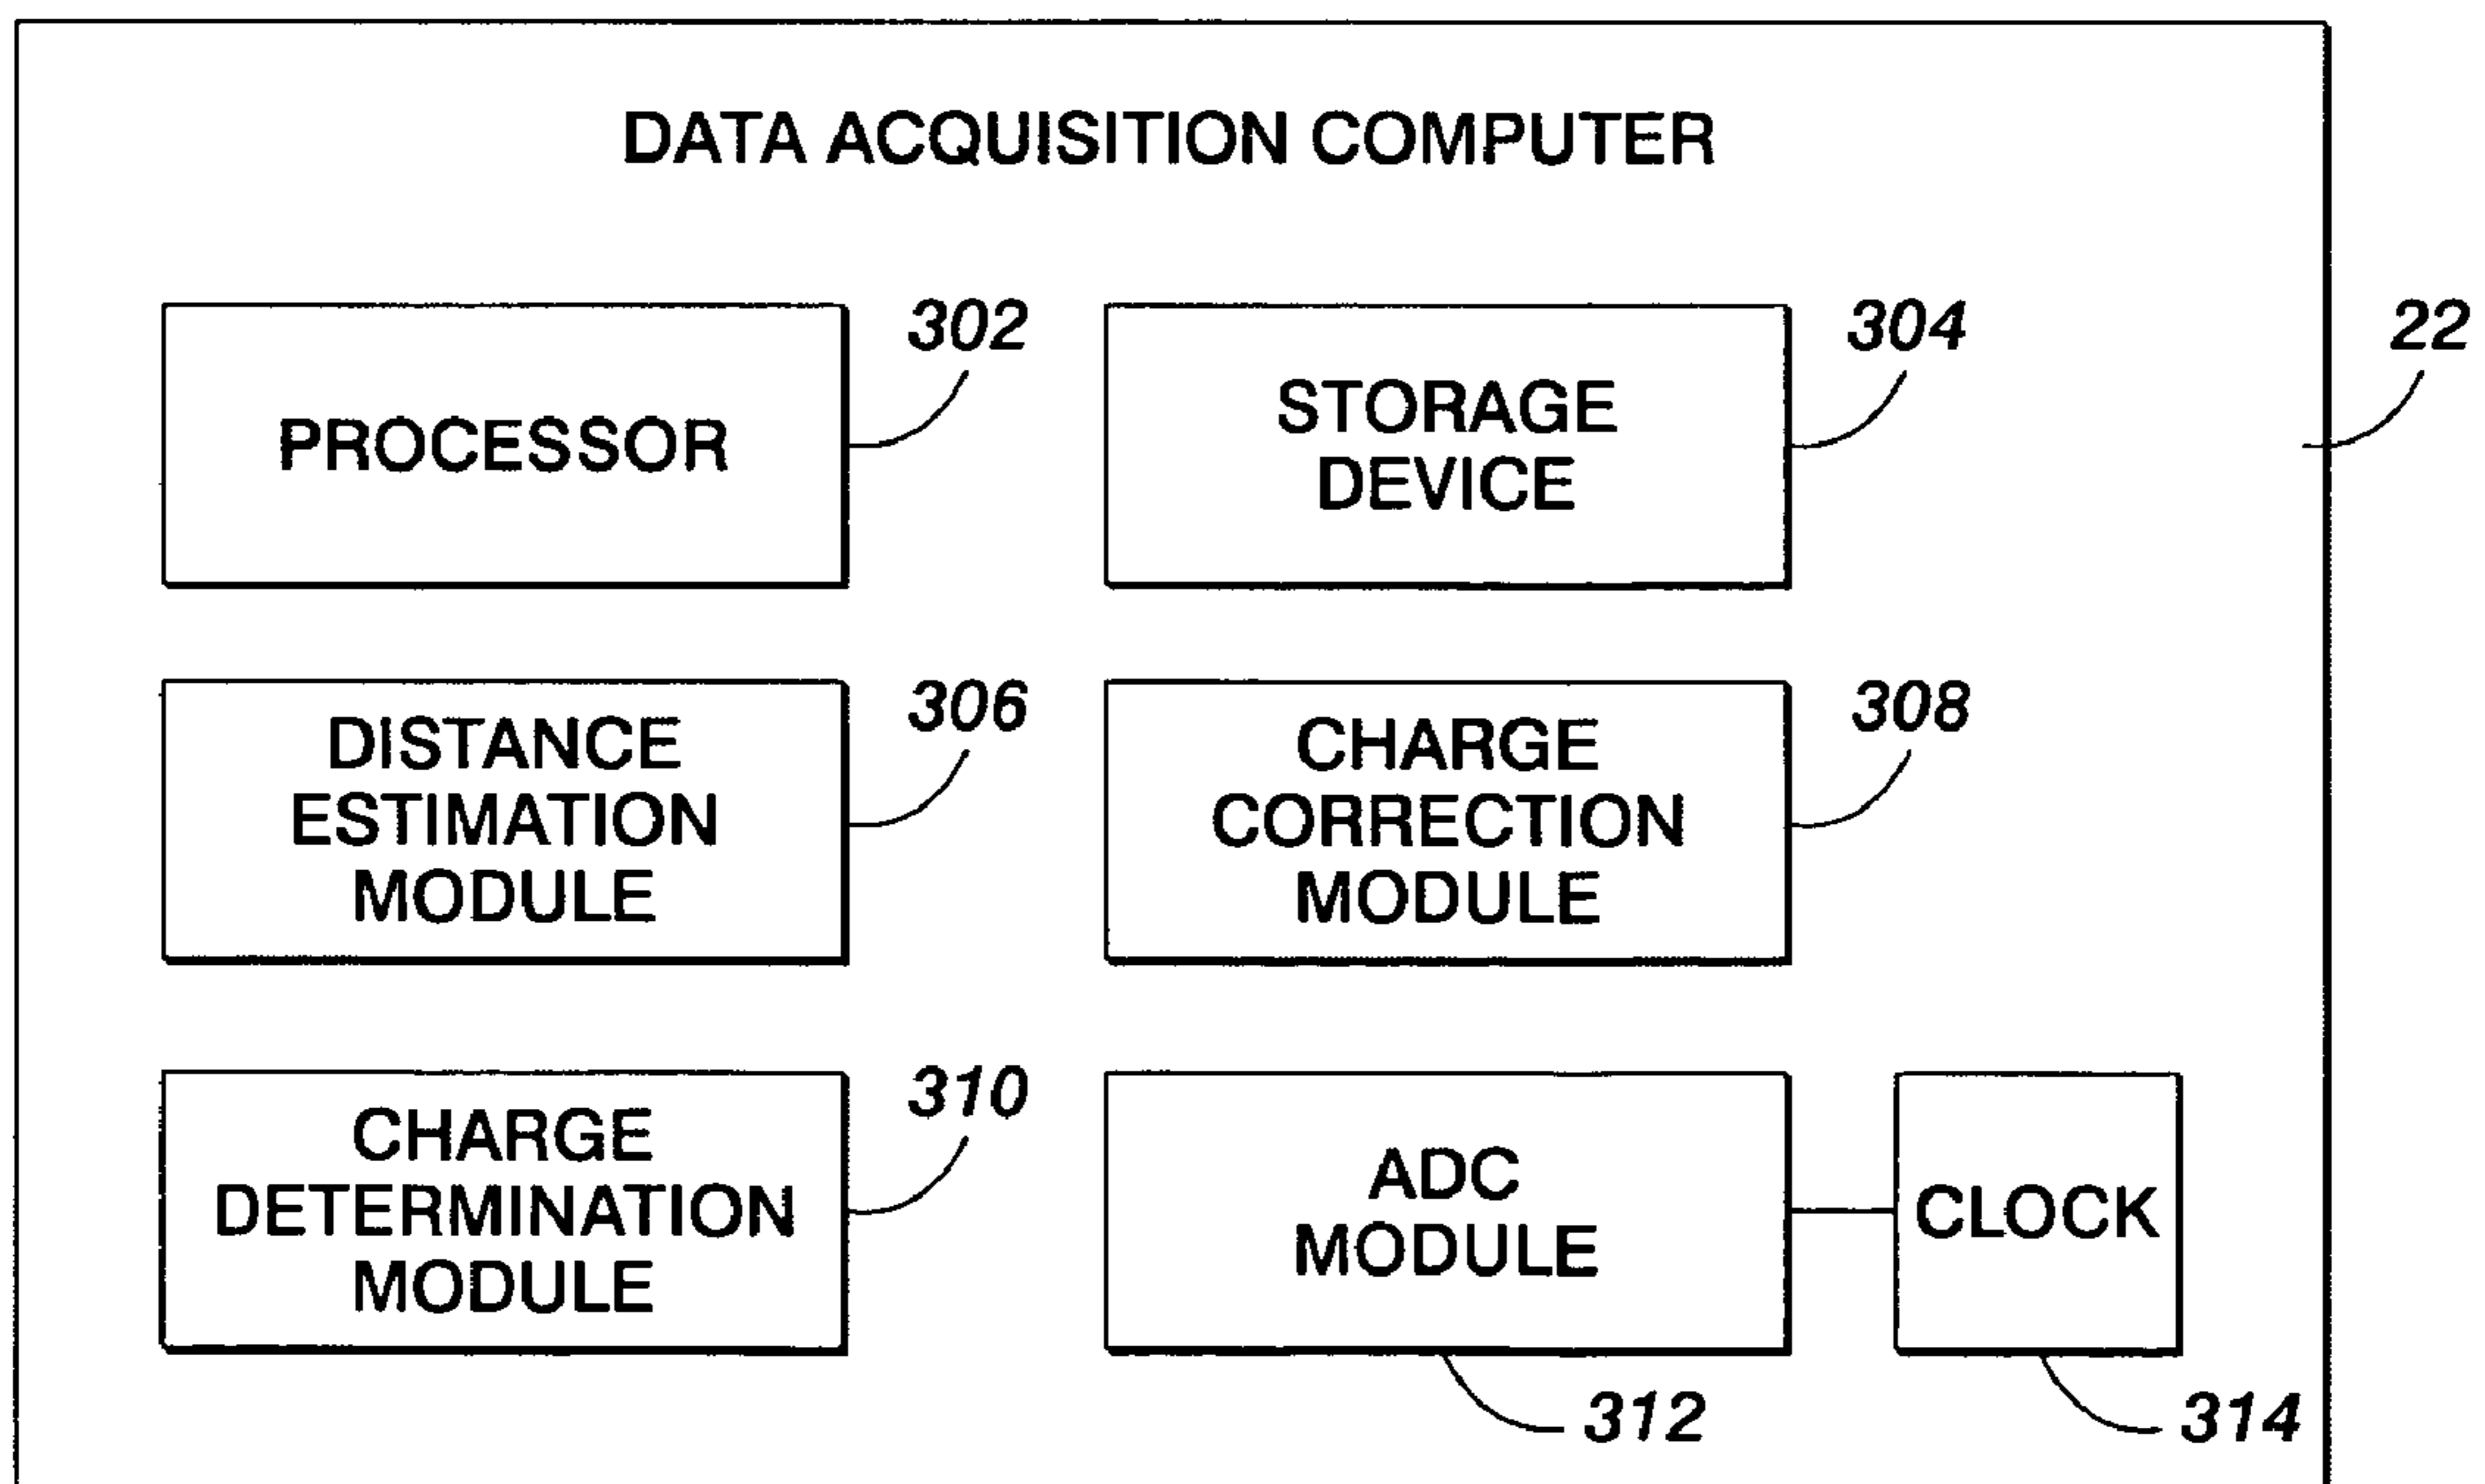 DATA ACQUISITION COMPUTER
302
304
22
PROCESSOR
STORAGE
DEVICE
306
308
DISTANCE
ESTIMATION
MODULE
CHARGE
CORRECTION
MODULE
310
CHARGE
DETERMINATION
MODULE
ADC
MODULE
CLOCK
312
314